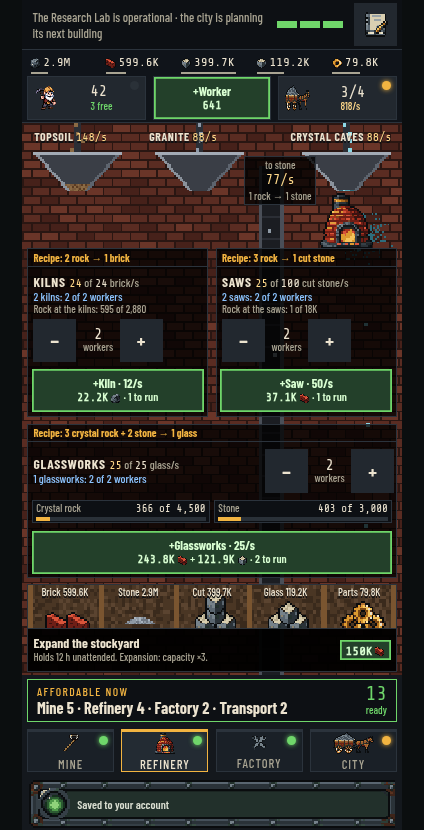 The Research Lab is operational · the city is planning
its next building
2.9M 599.6K 399.7K 119.2K 79.8K
42
3 free
+Worker
641
3/4
818/s
TOPSOIL 148/s GRANITE 88/s CRYSTAL CAVES 88/s
to stone
77/s
1 rock → 1 stone
Recipe: 2 rock → 1 brick
KILNS 24 of 24 brick/s
2 kilns: 2 of 2 workers
Rock at the kilns: 595 of 2,880
− 2 +
workers
+Kiln · 12/s
22.2K · 1 to run
Recipe: 3 rock → 1 cut stone
SAWS 25 of 100 cut stone/s
2 saws: 2 of 2 workers
Rock at the saws: 1 of 18K
− 2 +
workers
+Saw · 50/s
37.1K · 1 to run
Recipe: 3 crystal rock + 2 stone → 1 glass
GLASSWORKS 25 of 25 glass/s
1 glassworks: 2 of 2 workers
− 2 +
workers
Crystal rock 366 of 4,500
Stone 403 of 3,000
+Glassworks · 25/s
243.8K + 121.9K · 2 to run
Brick 599.6K Stone 2.9M Cut 399.7K Glass 119.2K Parts 79.8K
Expand the stockyard
Holds 12 h unattended. Expansion: capacity ×3.
150K
AFFORDABLE NOW
Mine 5 · Refinery 4 · Factory 2 · Transport 2
13
ready
MINE REFINERY FACTORY CITY
Saved to your account